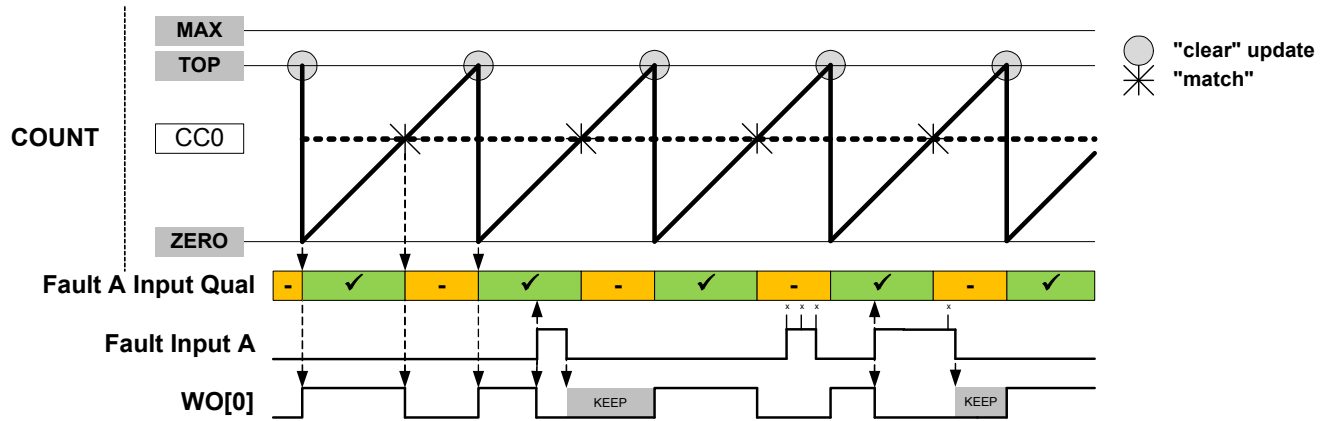 MAX
"clear" update
TOP
"match"
COUNT
CC0
ZERO
Fault A Input Qual
- ✓ - ✓ - ✓ - ✓ - ✓
x x x x
Fault Input A
WO[0]
KEEP KEEP